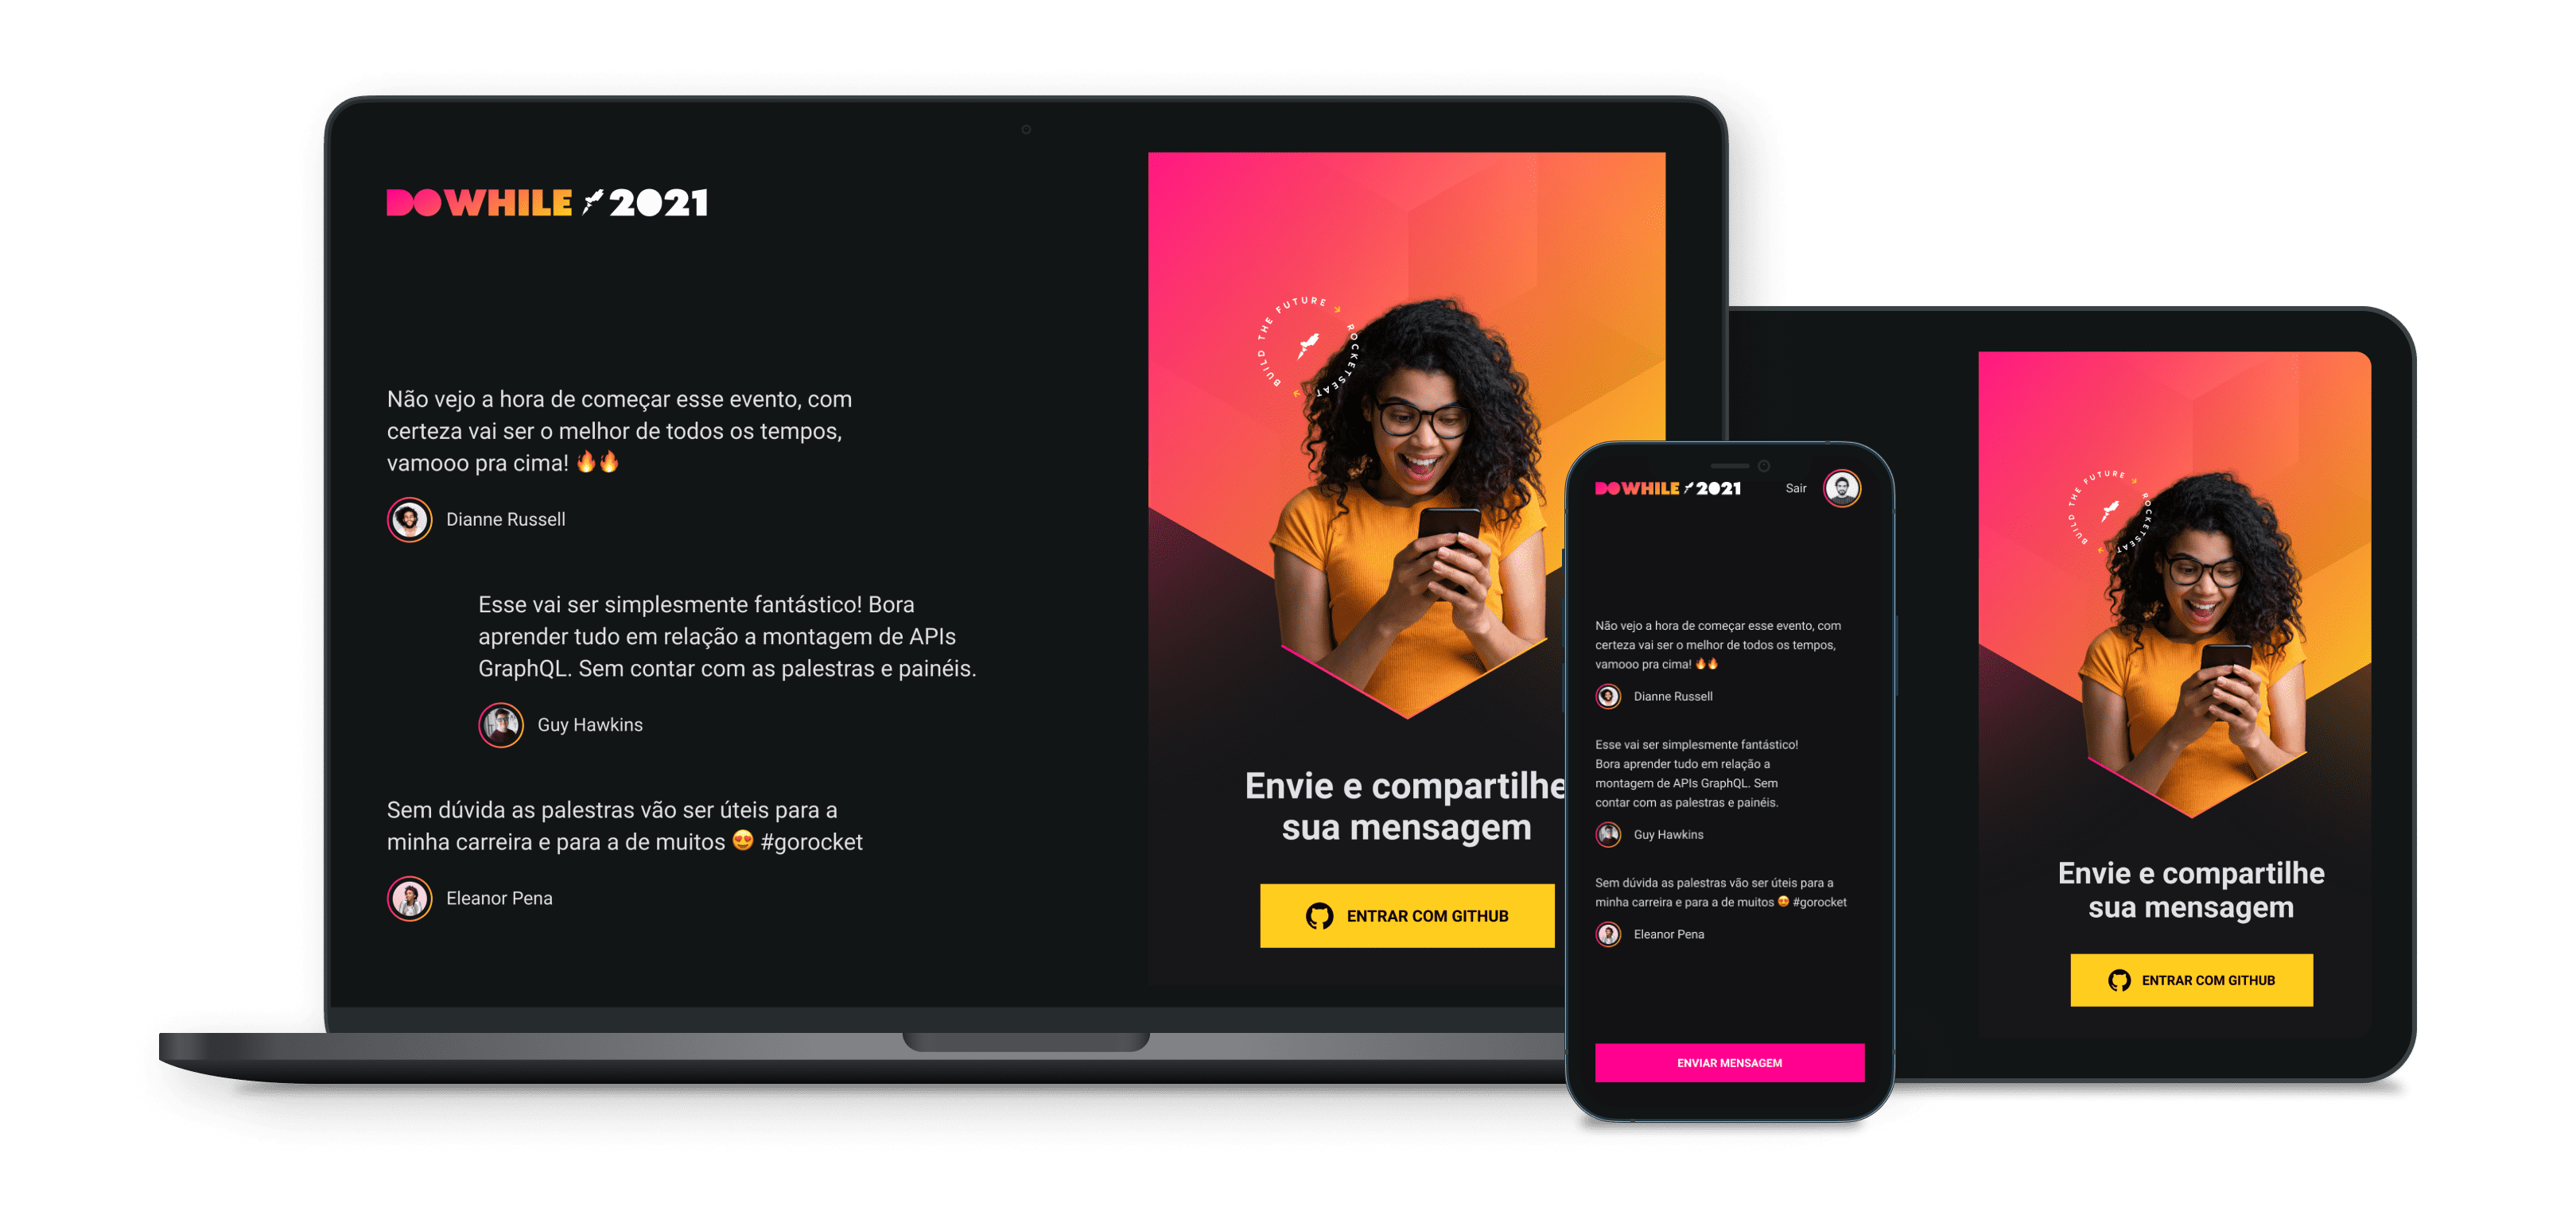 DOWHILE 2021
Não vejo a hora de começar esse evento, com
certeza vai ser o melhor de todos os tempos,
vamooo pra cima! 🔥🔥
Dianne Russell
Esse vai ser simplesmente fantástico! Bora
aprender tudo em relação a montagem de APIs
GraphQL. Sem contar com as palestras e painéis.
Guy Hawkins
Sem dúvida as palestras vão ser úteis para a
minha carreira e para a de muitos 😍 #gorocket
Eleanor Pena
BUILD THE FUTURE → ROCKETSEAT
Envie e compartilhe
sua mensagem
ENTRAR COM GITHUB
DOWHILE 2021
Sair
Não vejo a hora de começar esse evento, com
certeza vai ser o melhor de todos os tempos,
vamooo pra cima! 🔥🔥
Dianne Russell
Esse vai ser simplesmente fantástico!
Bora aprender tudo em relação a
montagem de APIs GraphQL. Sem
contar com as palestras e painéis.
Guy Hawkins
Sem dúvida as palestras vão ser úteis para a
minha carreira e para a de muitos 😍 #gorocket
Eleanor Pena
ENVIAR MENSAGEM
BUILD THE FUTURE → ROCKETSEAT
Envie e compartilhe
sua mensagem
ENTRAR COM GITHUB